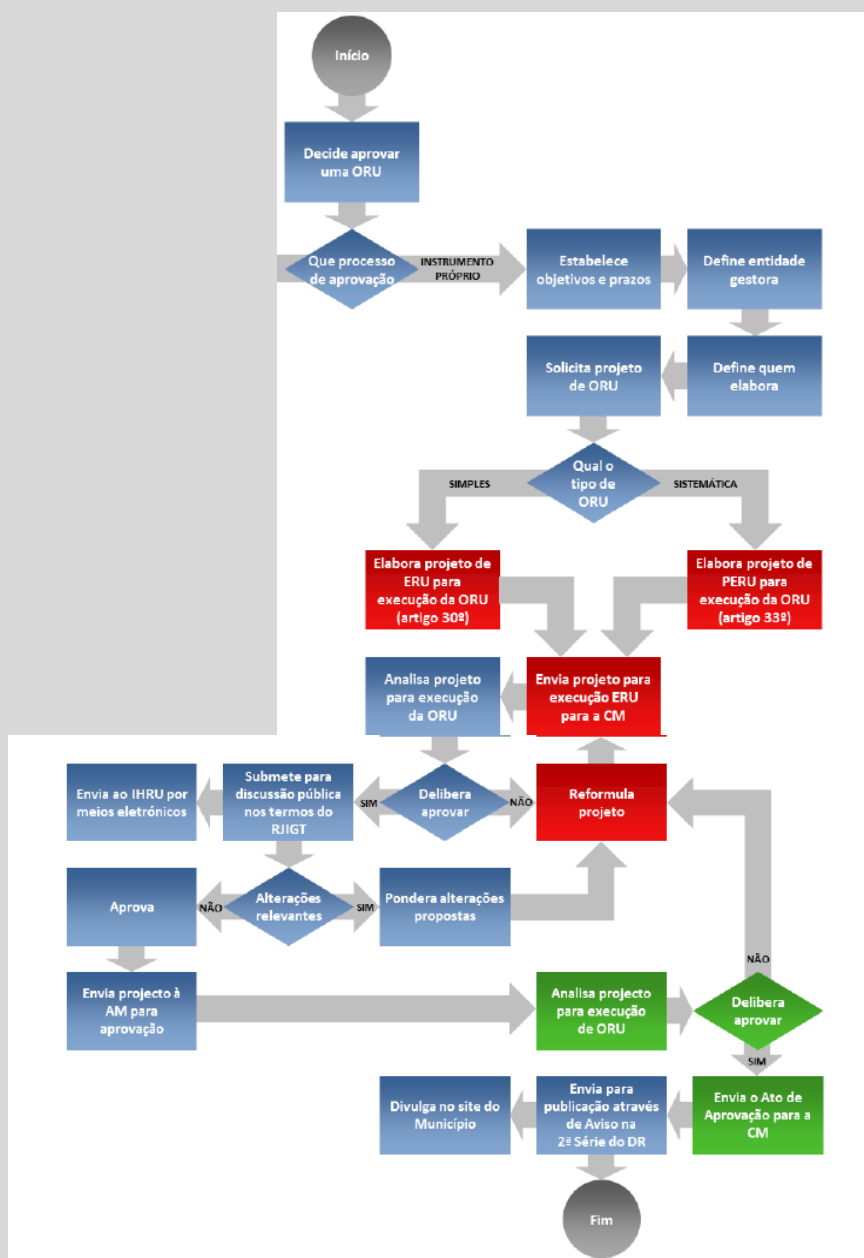 Início
Decide aprovar
uma ORU
Que processo
de aprovação
INSTRUMENTO
PRÓPRIO
Estabelece
objetivos e prazos
Define entidade
gestora
Solicita projeto
de ORU
Define quem
elabora
Qual o
tipo de
ORU
SIMPLES
SISTEMÁTICA
Elabora projeto de
ERU para
execução da ORU
(artigo 30º)
Elabora projeto de
PERU para
execução da ORU
(artigo 33º)
Analisa projeto
para execução
da ORU
Envia projeto para
execução ERU
para a CM
Envia ao IHRU por
meios eletrónicos
Submete para
discussão pública
nos termos do
RJIGT
SIM
Delibera
aprovar
NÃO
Reformula
projeto
Aprova
NÃO
Alterações
relevantes
SIM
Pondera alterações
propostas
NÃO
Envia projecto à
AM para
aprovação
Analisa projecto
para execução
de ORU
Delibera
aprovar
SIM
Divulga no site do
Município
Envia para
publicação através
de Aviso na
2ª Série do DR
Envia o Ato de
Aprovação para a
CM
Fim